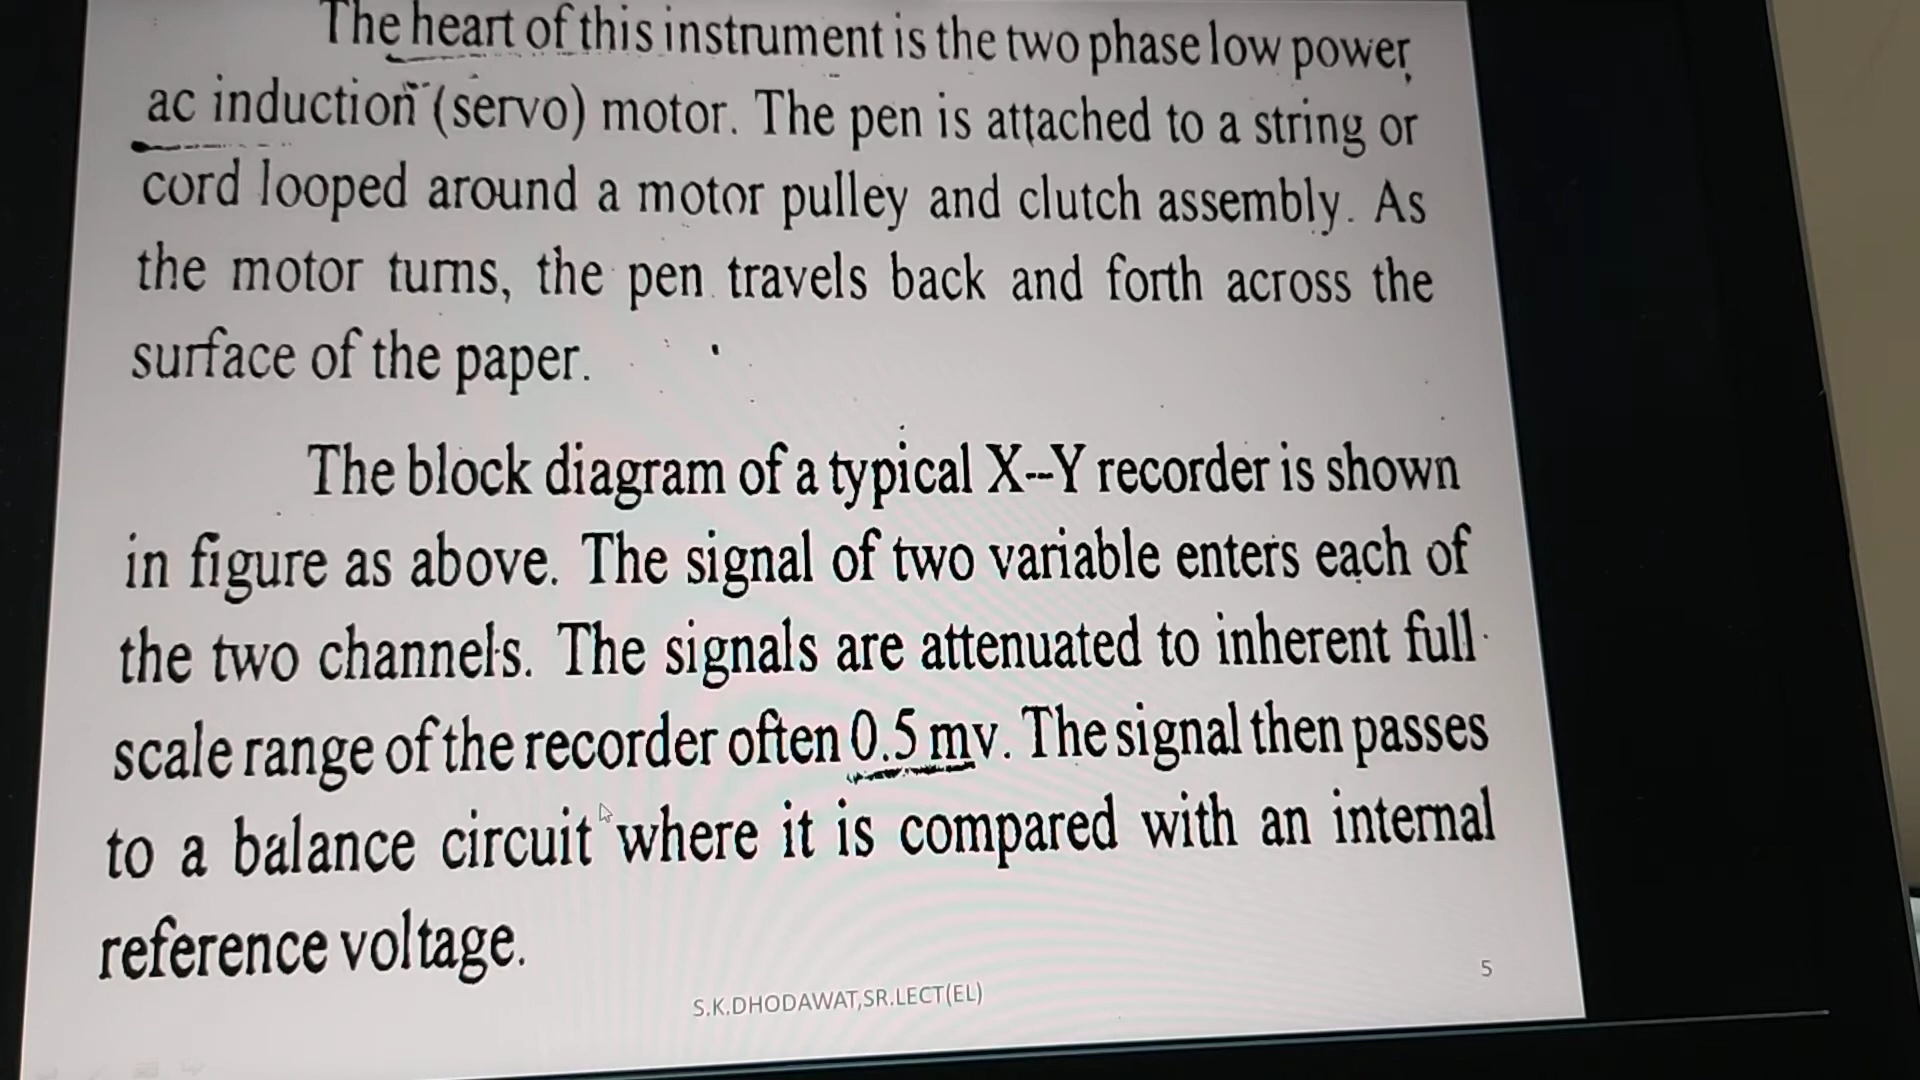 The heart of this instrument is the two phase low power
ac induction (servo) motor. The pen is attached to a string or
cord looped around a motor pulley and clutch assembly. As
the motor turns, the pen travels back and forth across the
surface of the paper.
The block diagram of a typical X--Y recorder is shown
in figure as above. The signal of two variable enters each of
the two channels. The signals are attenuated to inherent full
scale range of the recorder often 0.5 mv. The signal then passes
to a balance circuit where it is compared with an internal
reference voltage.
S.K.DHODAWAT,SR.LECT(EL)
5